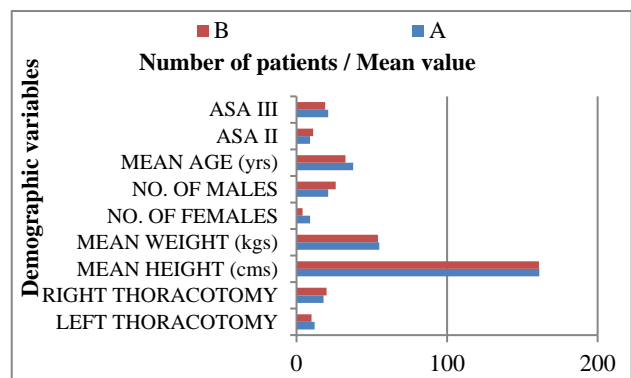 B A
Number of patients / Mean value
Demographic variables
ASA III
ASA II
MEAN AGE (yrs)
NO. OF MALES
NO. OF FEMALES
MEAN WEIGHT (kgs)
MEAN HEIGHT (cms)
RIGHT THORACOTOMY
LEFT THORACOTOMY
0 100 200